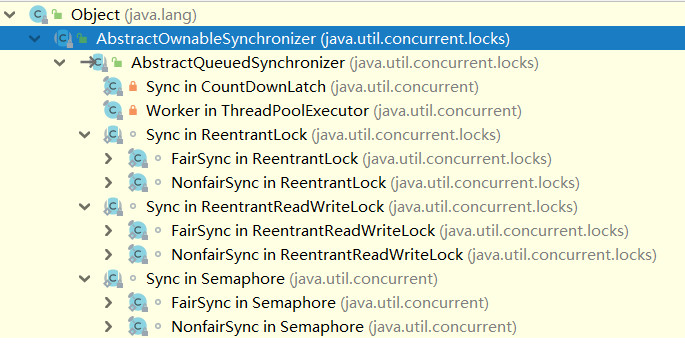 Object (java.lang)
AbstractOwnableSynchronizer (java.util.concurrent.locks)
AbstractQueuedSynchronizer (java.util.concurrent.locks)
Sync in CountDownLatch (java.util.concurrent)
Worker in ThreadPoolExecutor (java.util.concurrent)
Sync in ReentrantLock (java.util.concurrent.locks)
FairSync in ReentrantLock (java.util.concurrent.locks)
NonfairSync in ReentrantLock (java.util.concurrent.locks)
Sync in ReentrantReadWriteLock (java.util.concurrent.locks)
FairSync in ReentrantReadWriteLock (java.util.concurrent.locks)
NonfairSync in ReentrantReadWriteLock (java.util.concurrent.locks)
Sync in Semaphore (java.util.concurrent)
FairSync in Semaphore (java.util.concurrent)
NonfairSync in Semaphore (java.util.concurrent)